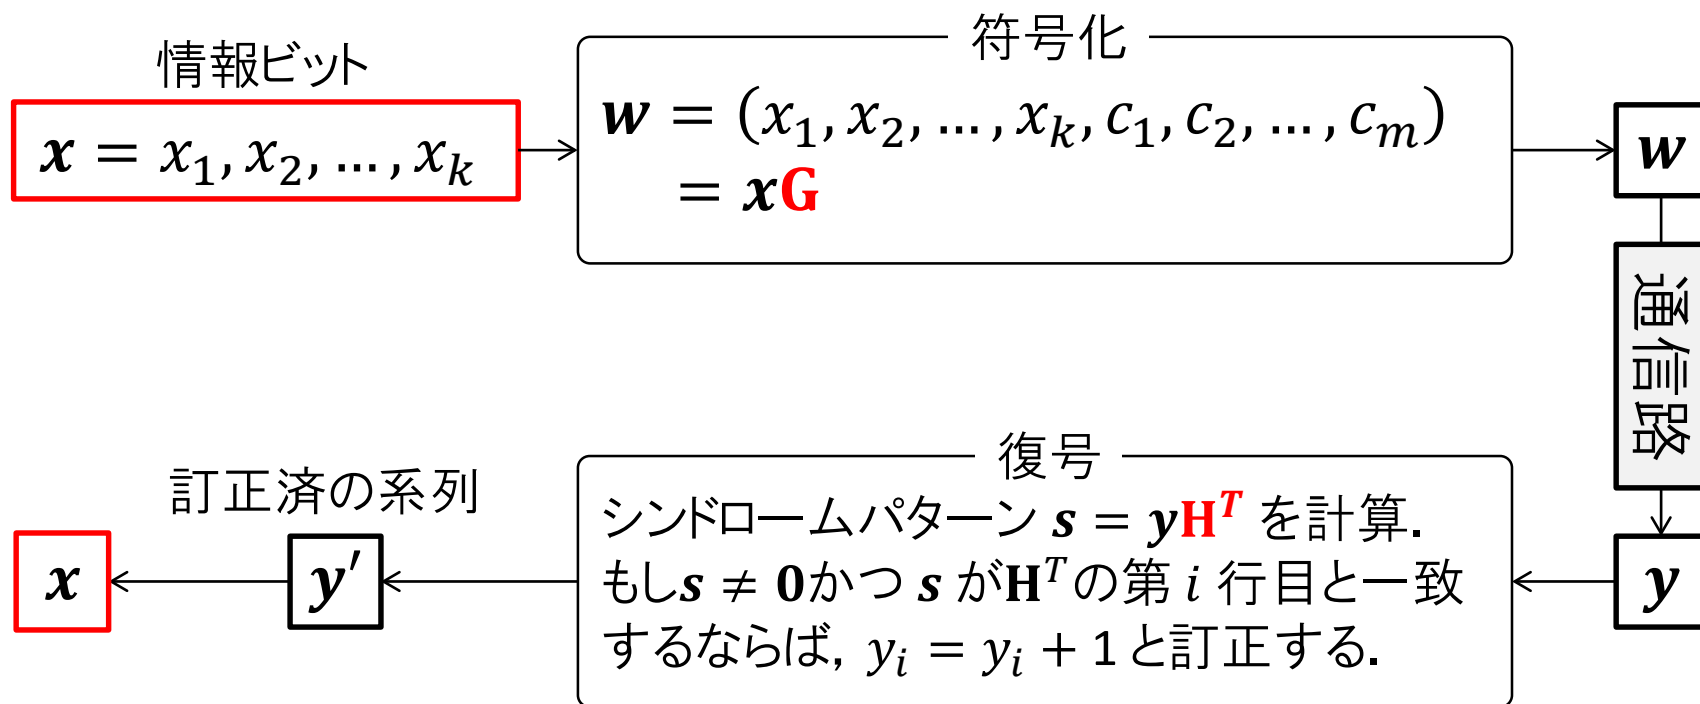 情報ビット
x = x₁, x₂, …, xₖ
符号化
w = (x₁, x₂, …, xₖ, c₁, c₂, …, cₘ)
= xG
w
通信路
y
復号
シンドロームパターン s = yHᵀ を計算.
もしs ≠ 0かつ s がHᵀの第 i 行目と一致
するならば, yᵢ = yᵢ + 1 と訂正する.
訂正済の系列
y′
x